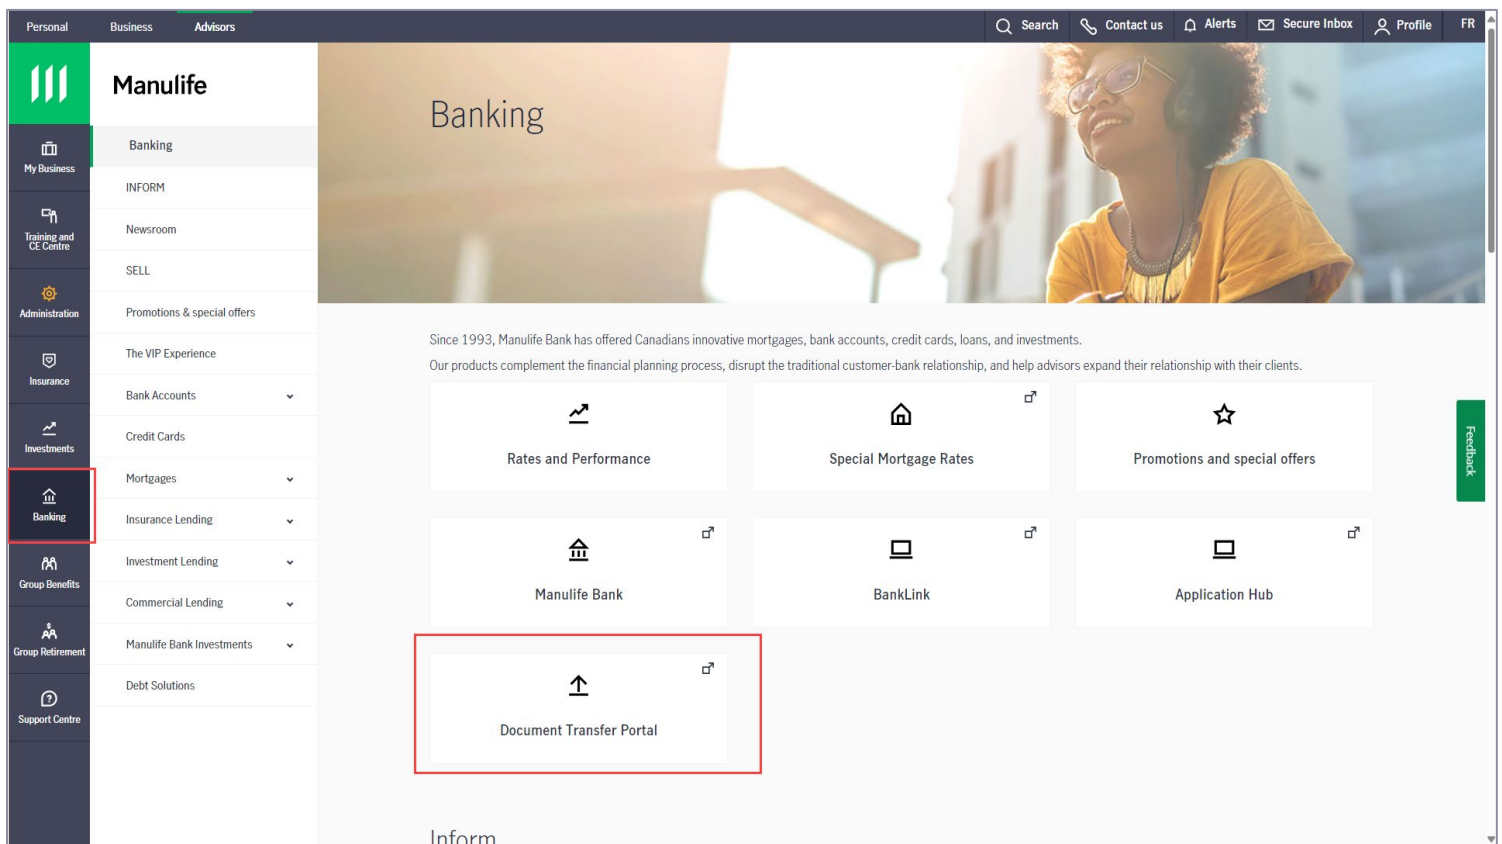 Personal
Business
Advisors
Search
Contact us
Alerts
Secure Inbox
Profile
FR
Manulife
My Business
Training and
CE Centre
Administration
Insurance
Investments
Banking
Group Benefits
Group Retirement
Support Centre
Banking
INFORM
Newsroom
SELL
Promotions & special offers
The VIP Experience
Bank Accounts
Credit Cards
Mortgages
Insurance Lending
Investment Lending
Commercial Lending
Manulife Bank Investments
Debt Solutions
Banking
Since 1993, Manulife Bank has offered Canadians innovative mortgages, bank accounts, credit cards, loans, and investments.
Our products complement the financial planning process, disrupt the traditional customer-bank relationship, and help advisors expand their relationship with their clients.
Rates and Performance
Special Mortgage Rates
Promotions and special offers
Manulife Bank
BankLink
Application Hub
Document Transfer Portal
Feedback
Inform